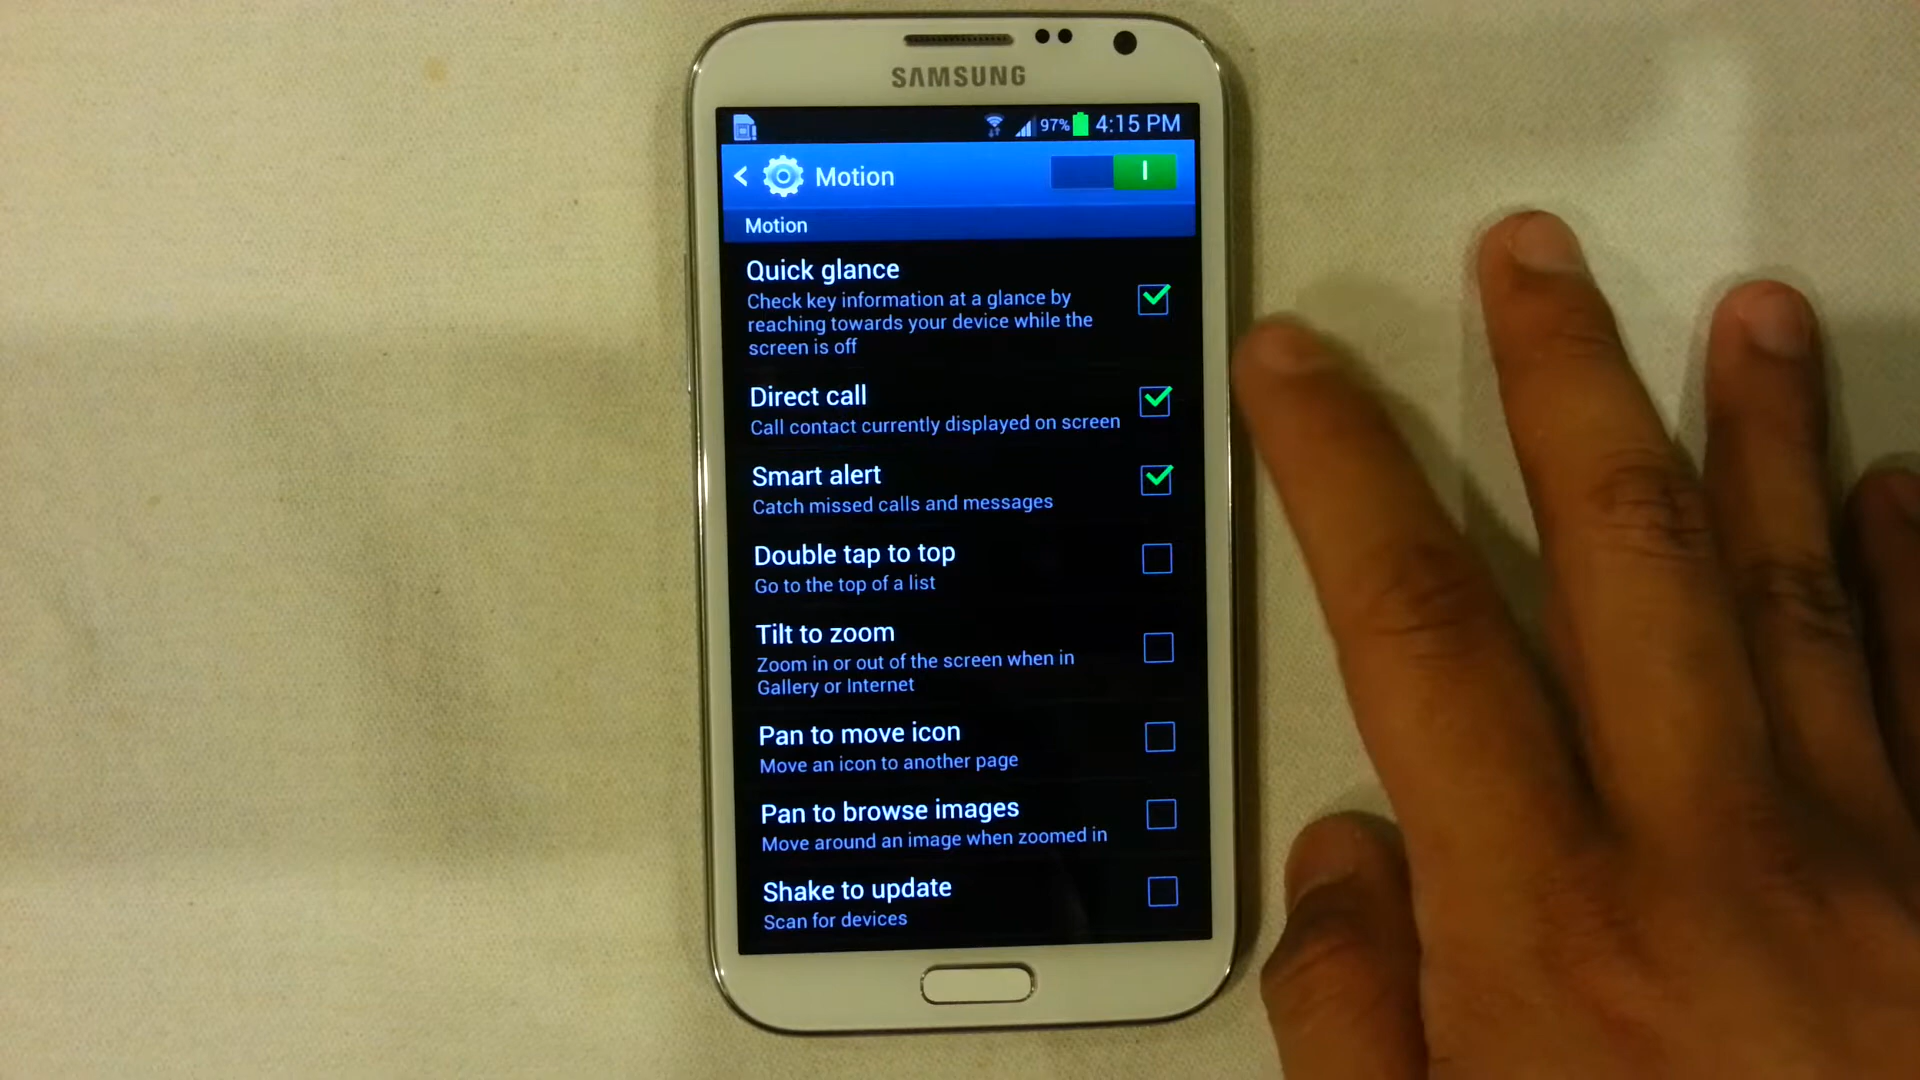 SAMSUNG
97% 4:15 PM
Motion
Motion
Quick glance
Check key information at a glance by
reaching towards your device while the
screen is off
Direct call
Call contact currently displayed on screen
Smart alert
Catch missed calls and messages
Double tap to top
Go to the top of a list
Tilt to zoom
Zoom in or out of the screen when in
Gallery or Internet
Pan to move icon
Move an icon to another page
Pan to browse images
Move around an image when zoomed in
Shake to update
Scan for devices